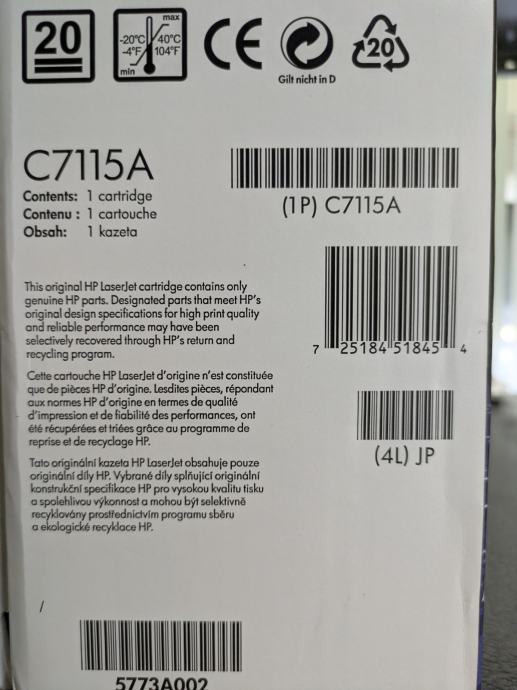 20
max
-20°C 40°C
-4°F 104°F
min
CE
Gilt nicht in D
20
C7115A
Contents: 1 cartridge
Contenu : 1 cartouche
Obsah: 1 kazeta
(1P) C7115A
This original HP LaserJet cartridge contains only
genuine HP parts. Designated parts that meet HP's
original design specifications for high print quality
and reliable performance may have been
selectively recovered through HP's return and
recycling program.
7 25184 51845 4
Cette cartouche HP LaserJet d'origine n'est constituée
que de pièces HP d'origine. Lesdites pièces, répondant
aux normes HP d'origine en termes de qualité
d'impression et de fiabilité des performances, ont
été récupérées et triées grâce au programme de
reprise et de recyclage HP.
(4L) JP
Tato originální kazeta HP LaserJet obsahuje pouze
originální díly HP. Vybrané díly splňující originální
konstrukční specifikace HP pro vysokou kvalitu tisku
a spolehlivou výkonnost a mohou být selektivně
recyklovány prostřednictvím programu sběru
a ekologické recyklace HP.
/
5773A002